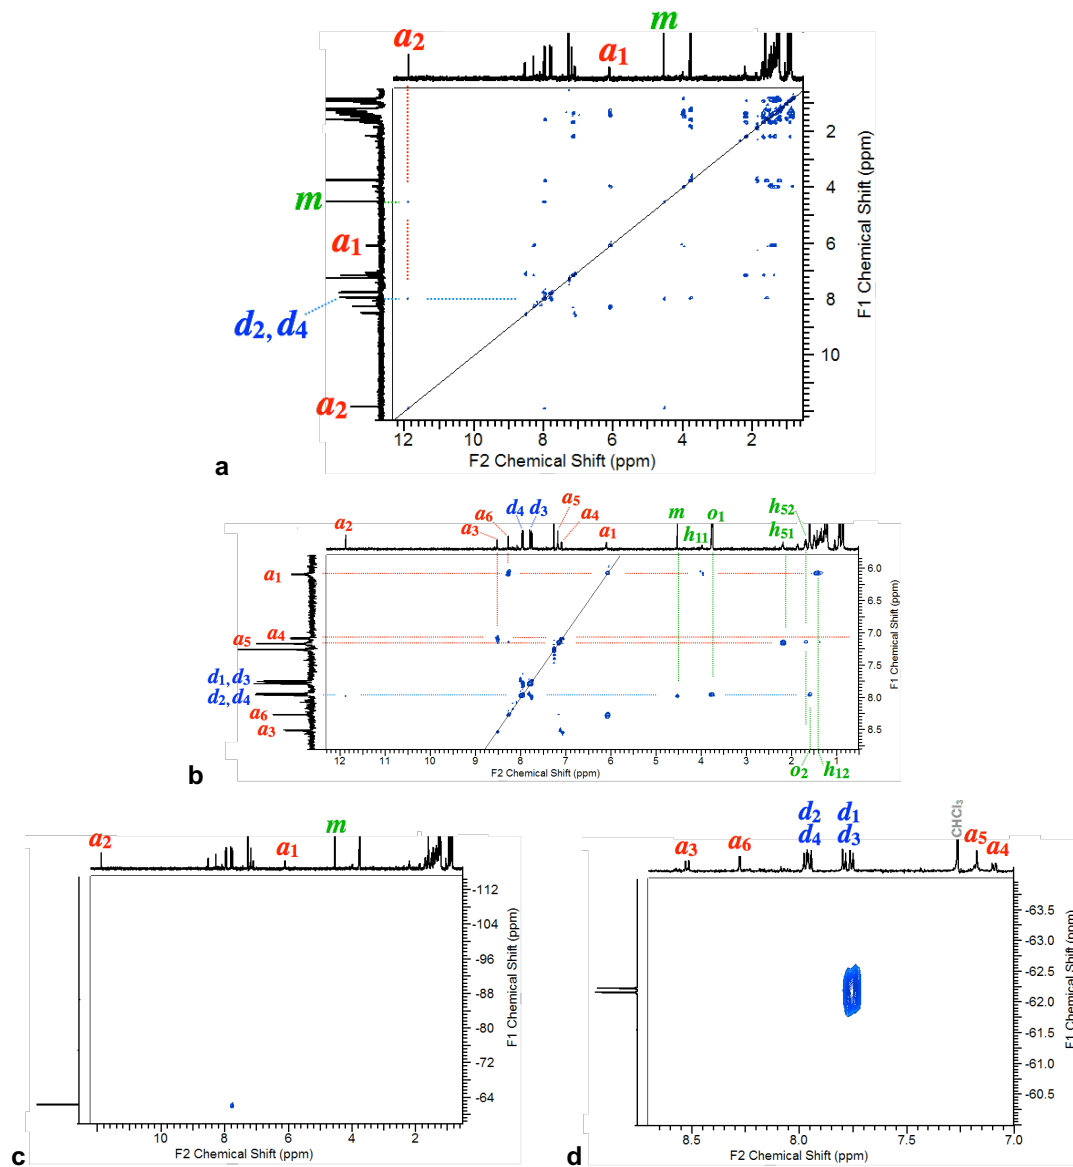 a2
a1
m
m
a1
d2, d4
a2
2
4
6
8
10
F1 Chemical Shift (ppm)
12 10 8 6 4 2
F2 Chemical Shift (ppm)
a
a2
a3
a6
d4
d3
a5
a4
a1
m
h11
o1
h52
h51
a1
a4
a5
d1, d3
d2, d4
a6
a3
6.0
6.5
7.0
7.5
8.0
8.5
F1 Chemical Shift (ppm)
12 11 10 9 8 7 6 5 4 3 2 1
F2 Chemical Shift (ppm)
o2
h12
b
a2
a1
m
-112
-104
-96
-88
-80
-72
-64
F1 Chemical Shift (ppm)
10 8 6 4 2
F2 Chemical Shift (ppm)
c
a3
a6
d2
d4
d1
d3
CHCl3
a5
a4
-63.5
-63.0
-62.5
-62.0
-61.5
-61.0
-60.5
F1 Chemical Shift (ppm)
8.5 8.0 7.5 7.0
F2 Chemical Shift (ppm)
d